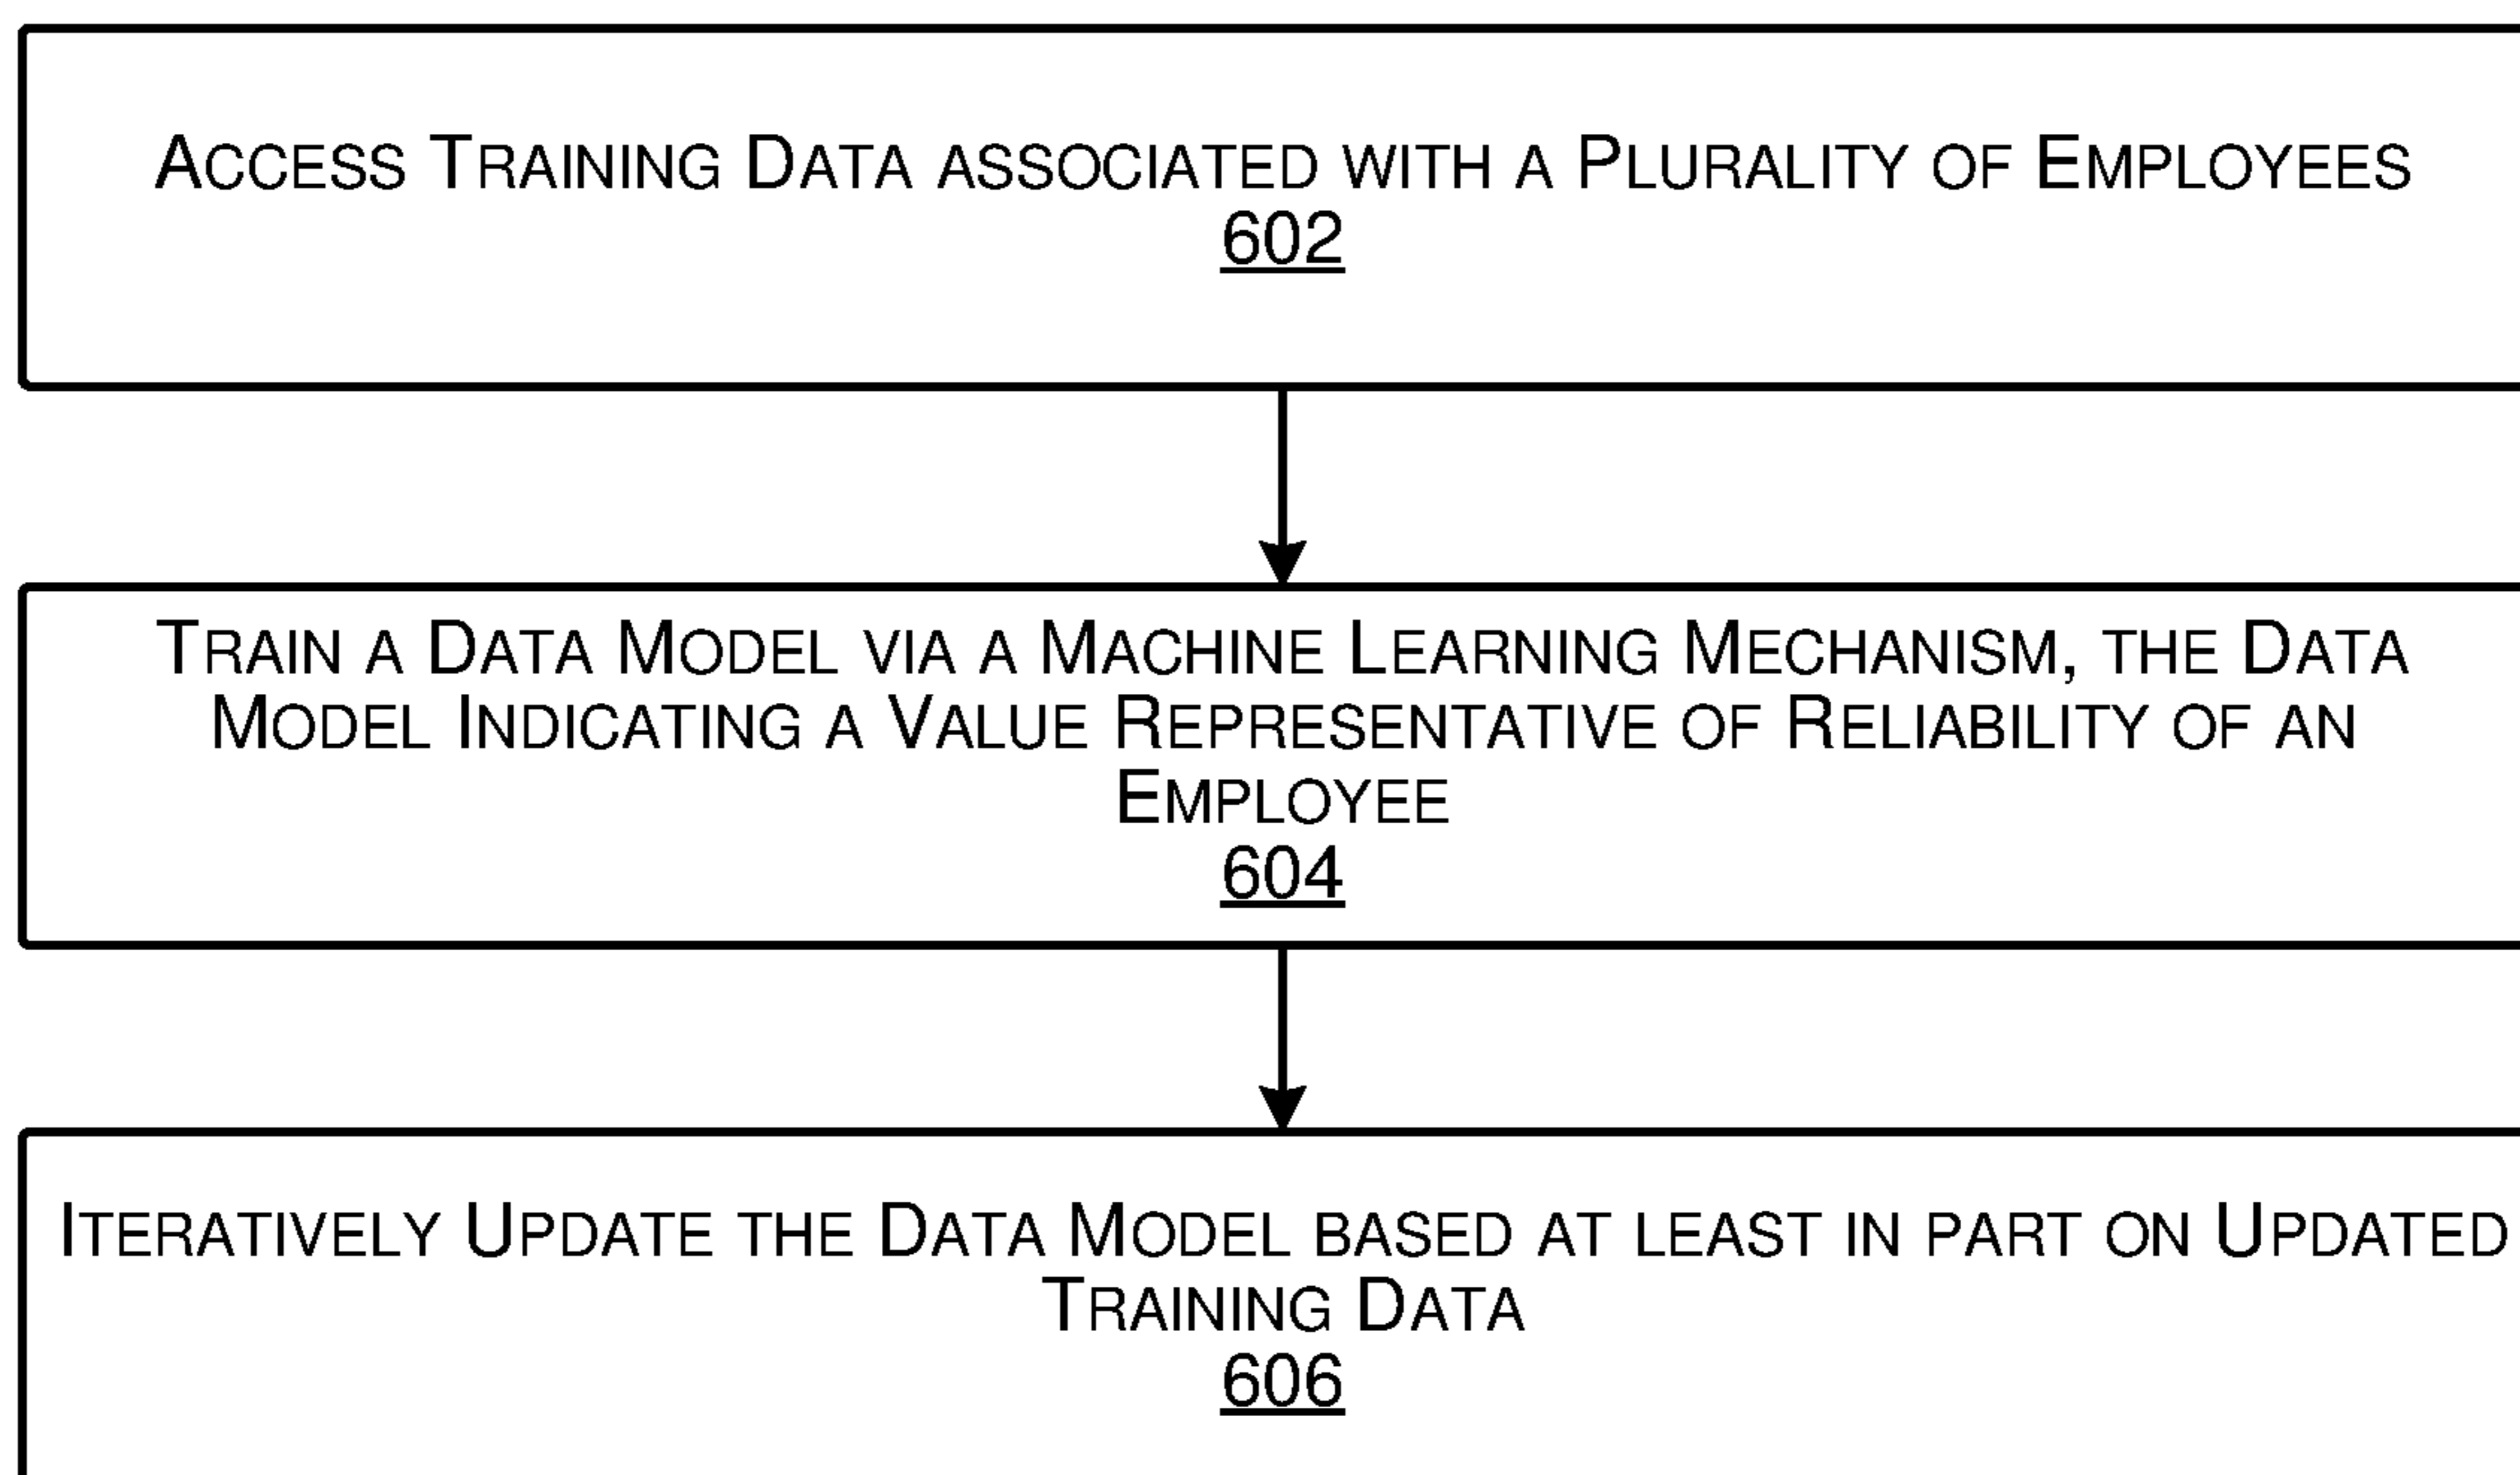 ACCESS TRAINING DATA ASSOCIATED WITH A PLURALITY OF EMPLOYEES
602
TRAIN A DATA MODEL VIA A MACHINE LEARNING MECHANISM, THE DATA
MODEL INDICATING A VALUE REPRESENTATIVE OF RELIABILITY OF AN
EMPLOYEE
604
ITERATIVELY UPDATE THE DATA MODEL BASED AT LEAST IN PART ON UPDATED
TRAINING DATA
606